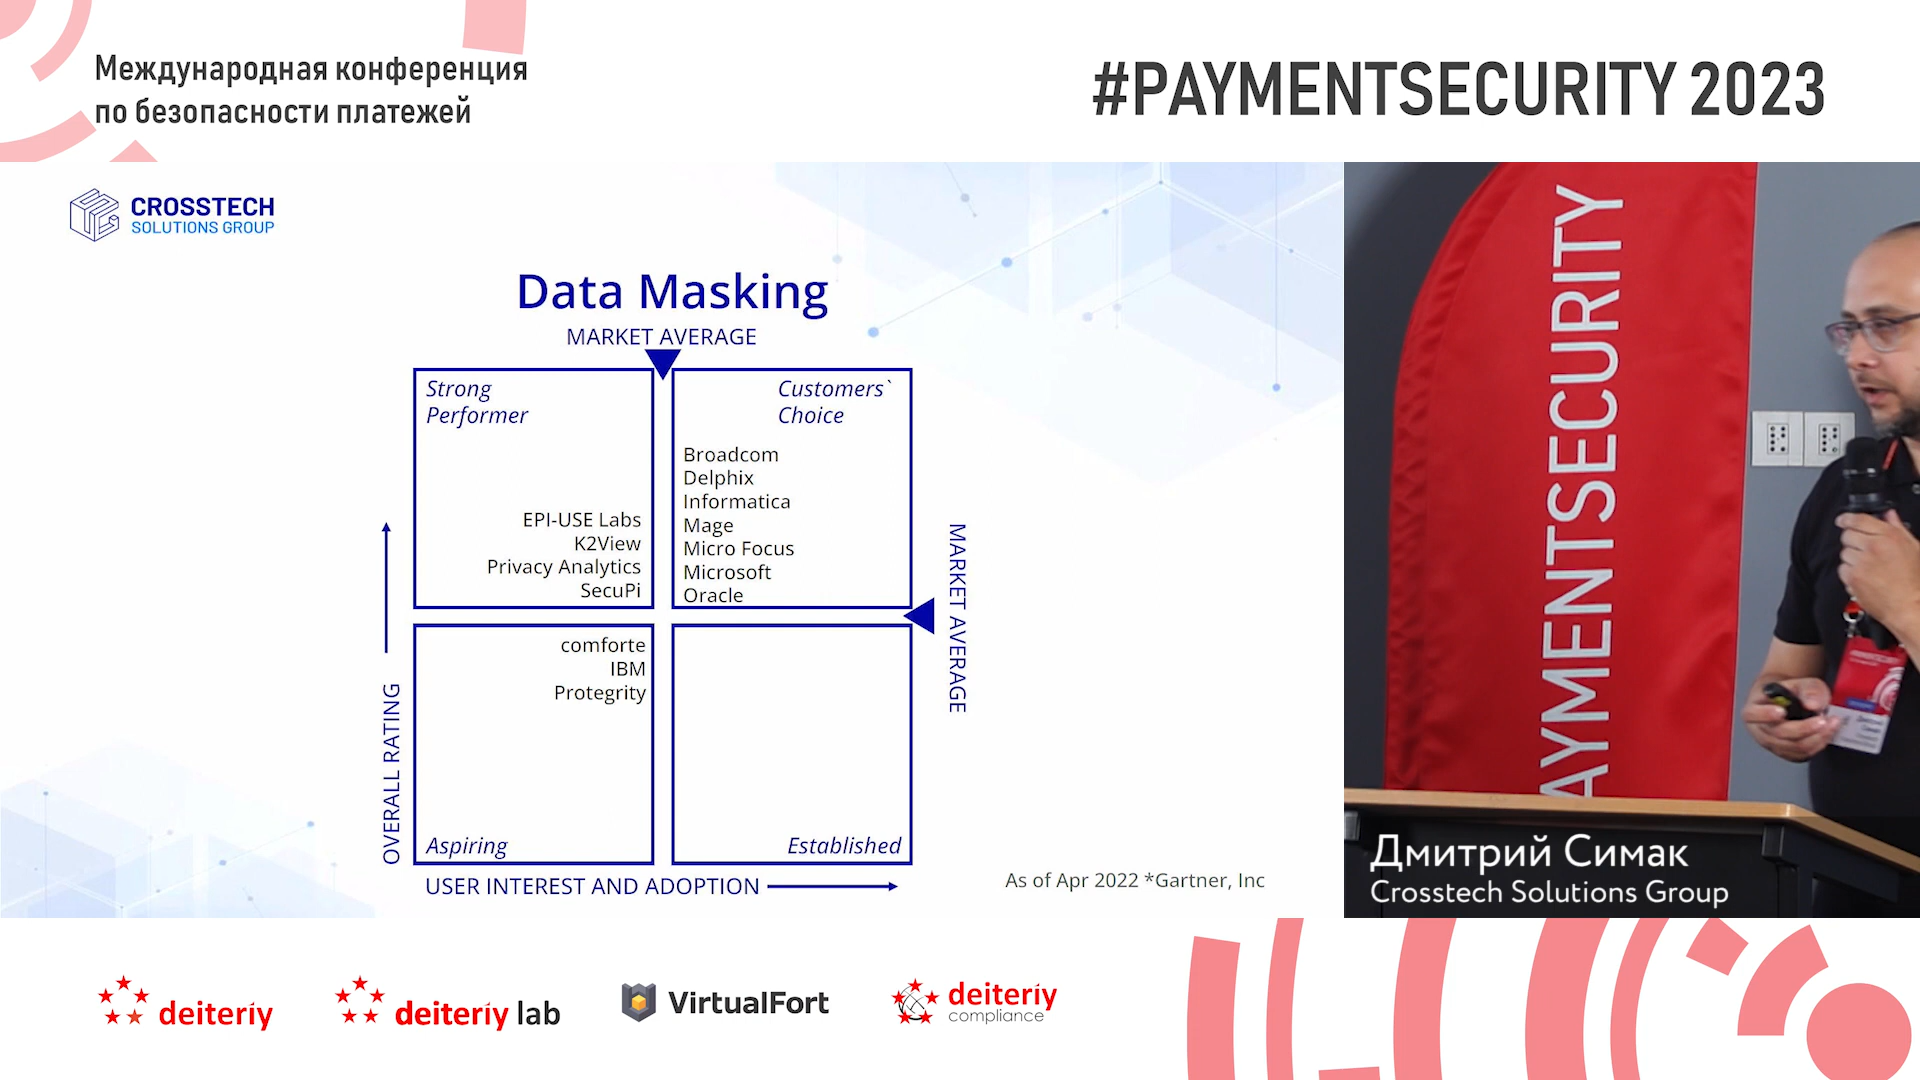 Международная конференция
по безопасности платежей
#PAYMENTSECURITY 2023
CROSSTECH
SOLUTIONS GROUP
Data Masking
MARKET AVERAGE
Strong
Performer
EPI-USE Labs
K2View
Privacy Analytics
SecuPi
Customers`
Choice
Broadcom
Delphix
Informatica
Mage
Micro Focus
Microsoft
Oracle
MARKET AVERAGE
comforte
IBM
Protegrity
Aspiring
Established
OVERALL RATING
USER INTEREST AND ADOPTION
As of Apr 2022 *Gartner, Inc
AYMENTSECURITY
Дмитрий Симак
Crosstech Solutions Group
deiteriy
deiteriy lab
VirtualFort
deiteriy
compliance